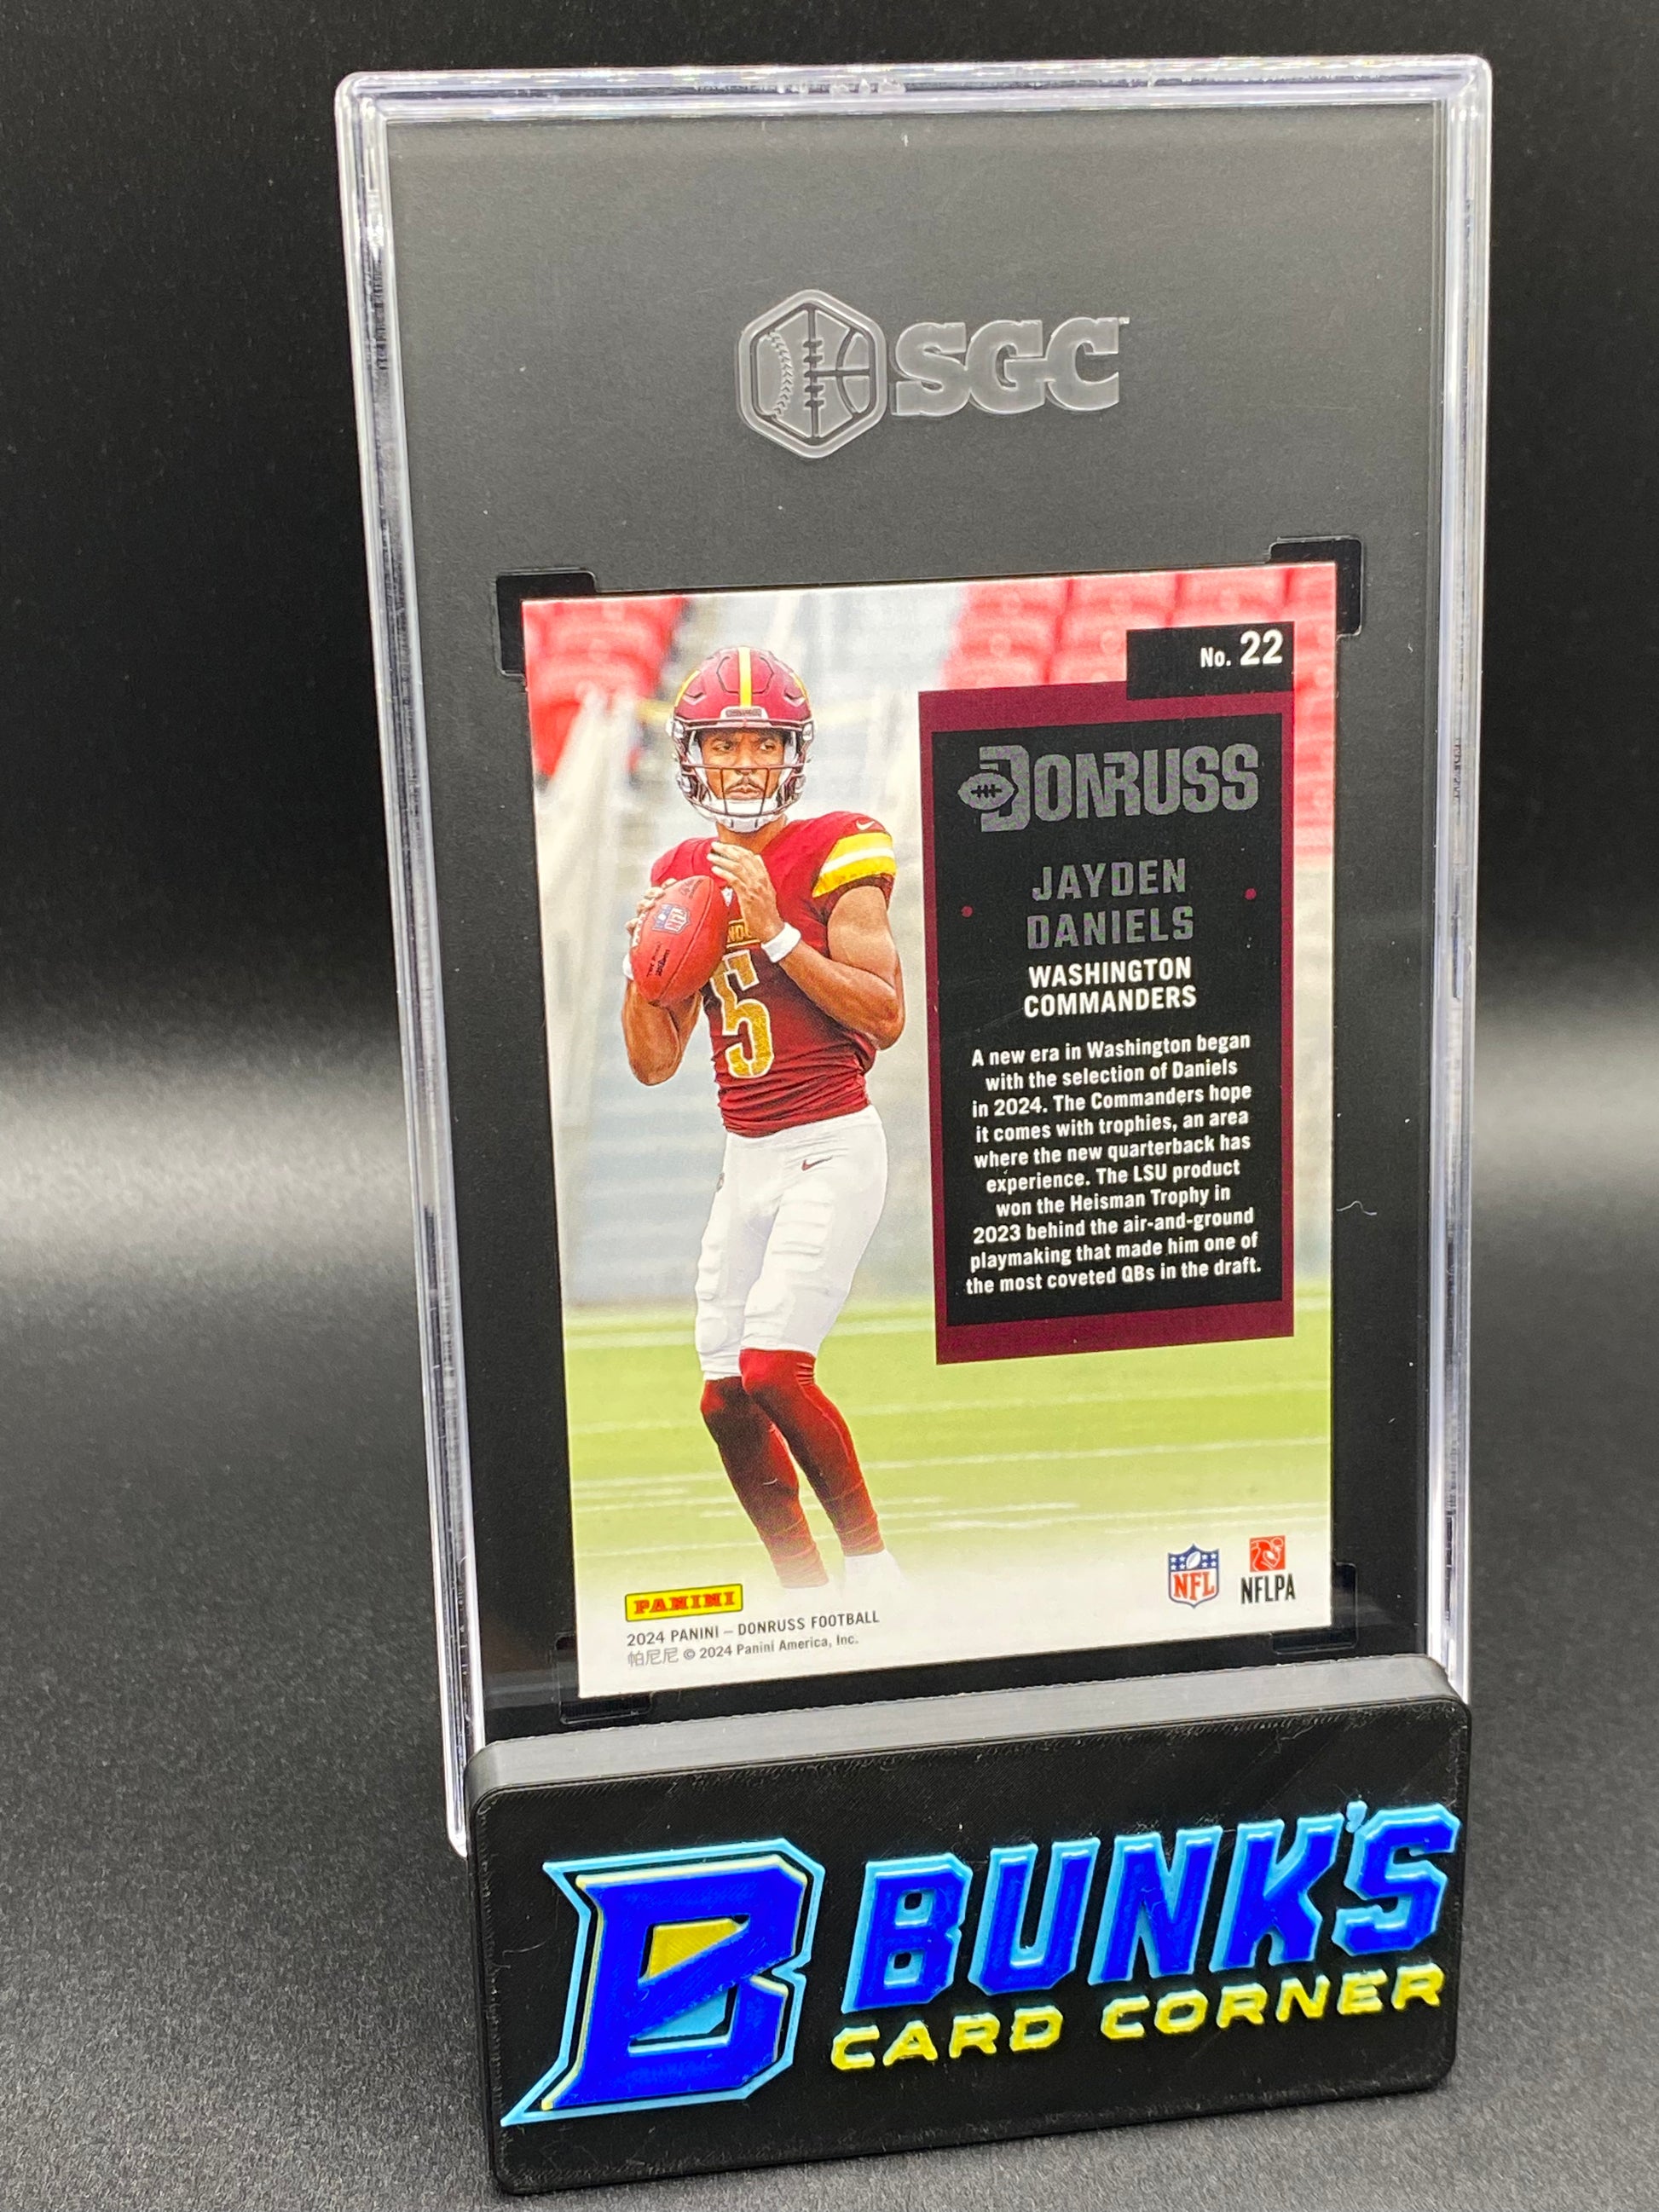 SGC
No. 22
DONRUSS
JAYDEN
DANIELS
WASHINGTON
COMMANDERS
A new era in Washington began
with the selection of Daniels
in 2024. The Commanders hope
it comes with trophies, an area
where the new quarterback has
experience. The LSU product
won the Heisman Trophy in
2023 behind the air-and-ground
playmaking that made him one of
the most coveted QBs in the draft.
5
NFL
NFLPA
PANINI
2024 PANINI – DONRUSS FOOTBALL
帕尼尼 © 2024 Panini America, Inc.
B BUNK'S
CARD CORNER